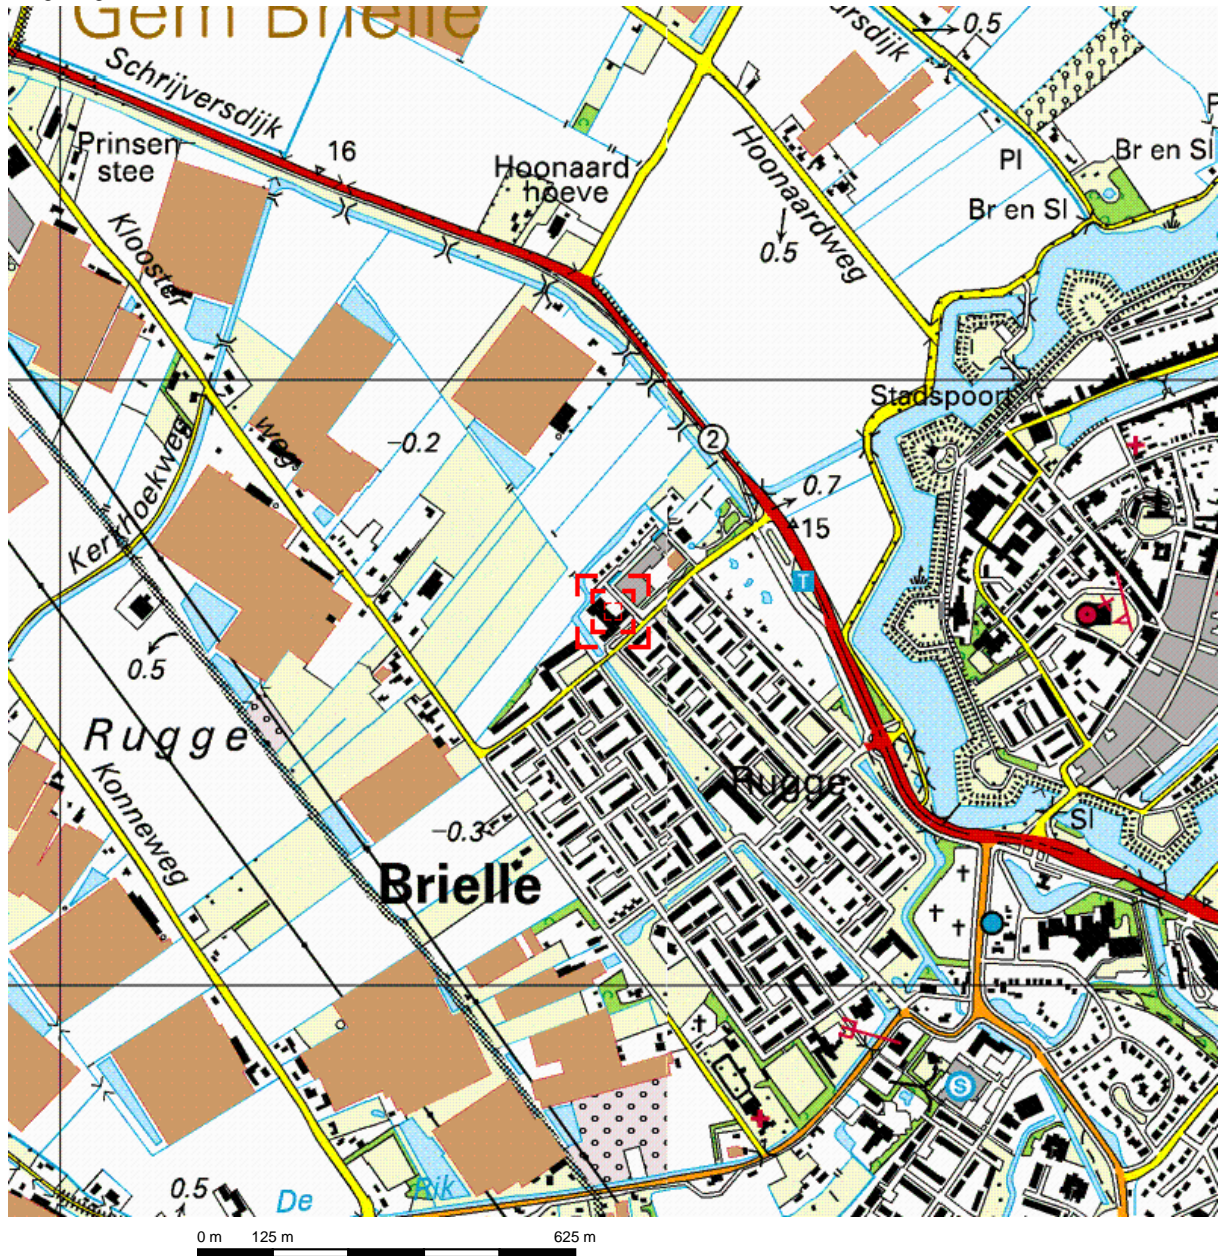 Gem Brielle
Schrijversdijk
0.5
16
Prinsen-
stee
Hoonaard
hoeve
Hoonaardweg
0.5
Pl
Br en Sl
Br en Sl
Klooster
weg
Stadspoort
2
-0.2
0.7
15
T
Kerkhoekweg
0.5
Rugge
Rugge
Konneweg
Sl
-0.3
Brielle
S
0.5
De
Rik
0 m 125 m 625 m